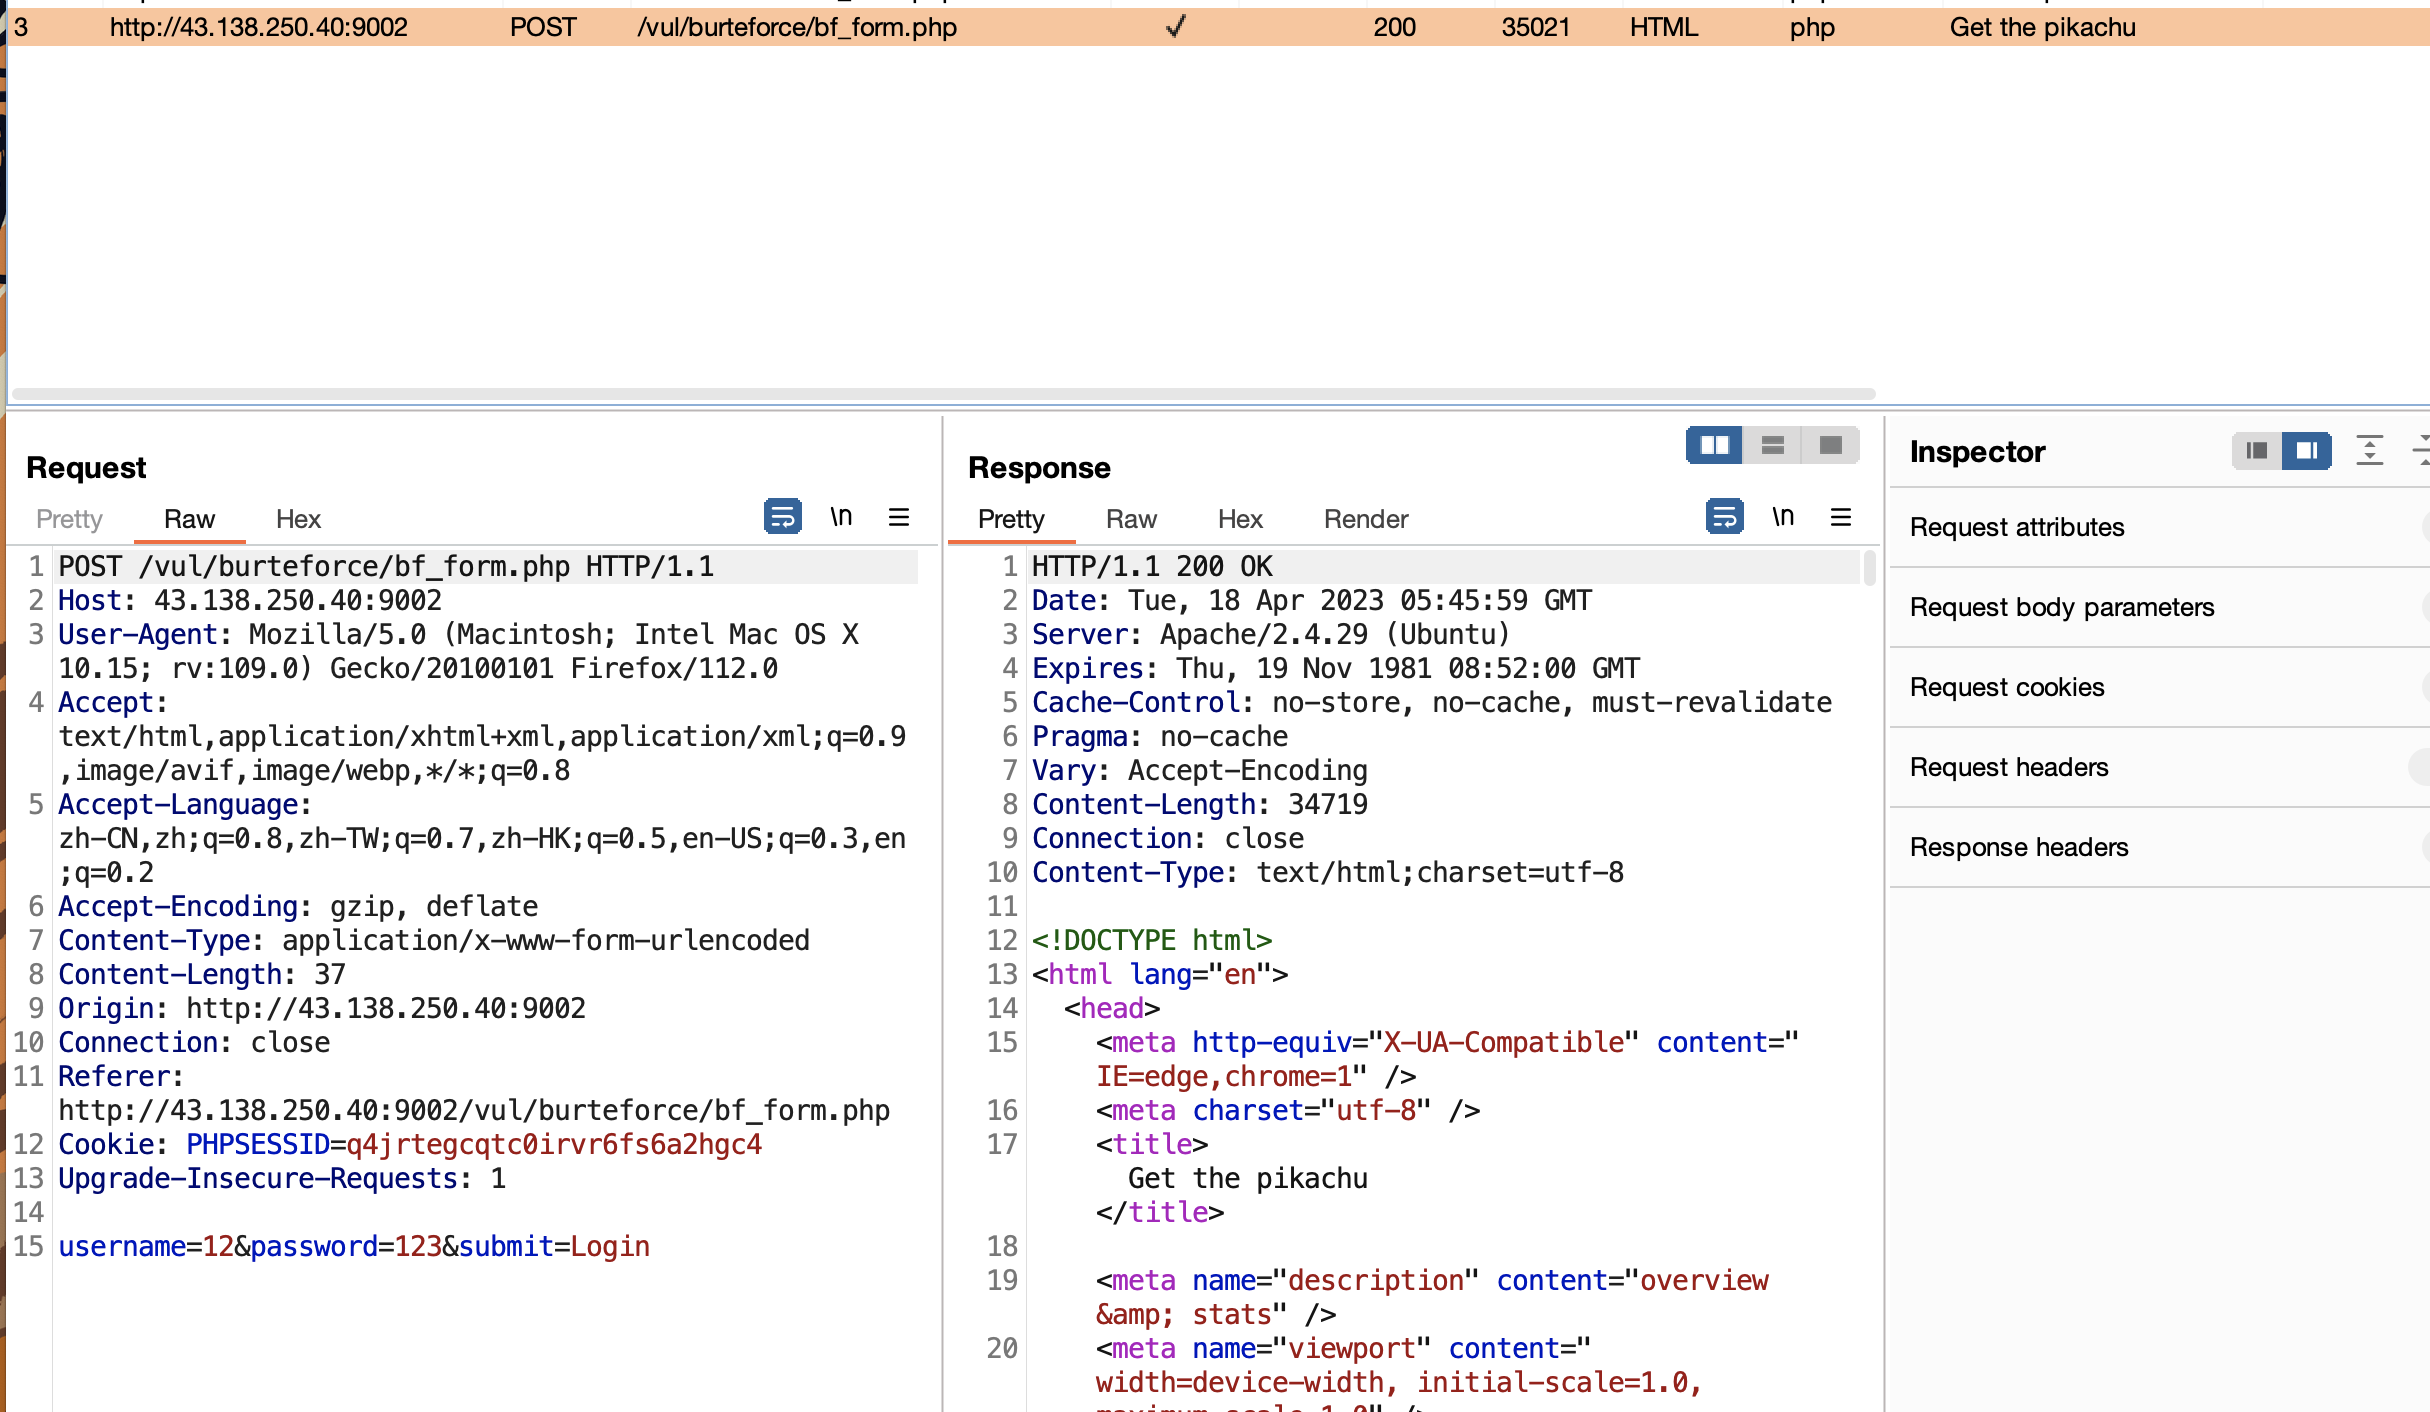 3 http://43.138.250.40:9002 POST /vul/burteforce/bf_form.php ✓ 200 35021 HTML php Get the pikachu
Request
Pretty Raw Hex \n
1 POST /vul/burteforce/bf_form.php HTTP/1.1
2 Host: 43.138.250.40:9002
3 User-Agent: Mozilla/5.0 (Macintosh; Intel Mac OS X
10.15; rv:109.0) Gecko/20100101 Firefox/112.0
4 Accept:
text/html,application/xhtml+xml,application/xml;q=0.9
,image/avif,image/webp,*/*;q=0.8
5 Accept-Language:
zh-CN,zh;q=0.8,zh-TW;q=0.7,zh-HK;q=0.5,en-US;q=0.3,en
;q=0.2
6 Accept-Encoding: gzip, deflate
7 Content-Type: application/x-www-form-urlencoded
8 Content-Length: 37
9 Origin: http://43.138.250.40:9002
10 Connection: close
11 Referer:
http://43.138.250.40:9002/vul/burteforce/bf_form.php
12 Cookie: PHPSESSID=q4jrtegcqtc0irvr6fs6a2hgc4
13 Upgrade-Insecure-Requests: 1
14
15 username=12&password=123&submit=Login
Response
Pretty Raw Hex Render \n
1 HTTP/1.1 200 OK
2 Date: Tue, 18 Apr 2023 05:45:59 GMT
3 Server: Apache/2.4.29 (Ubuntu)
4 Expires: Thu, 19 Nov 1981 08:52:00 GMT
5 Cache-Control: no-store, no-cache, must-revalidate
6 Pragma: no-cache
7 Vary: Accept-Encoding
8 Content-Length: 34719
9 Connection: close
10 Content-Type: text/html;charset=utf-8
11
12 <!DOCTYPE html>
13 <html lang="en">
14 <head>
15 <meta http-equiv="X-UA-Compatible" content="
IE=edge,chrome=1" />
16 <meta charset="utf-8" />
17 <title>
Get the pikachu
</title>
18
19 <meta name="description" content="overview
&amp; stats" />
20 <meta name="viewport" content="
width=device-width, initial-scale=1.0,
Inspector
Request attributes
Request body parameters
Request cookies
Request headers
Response headers